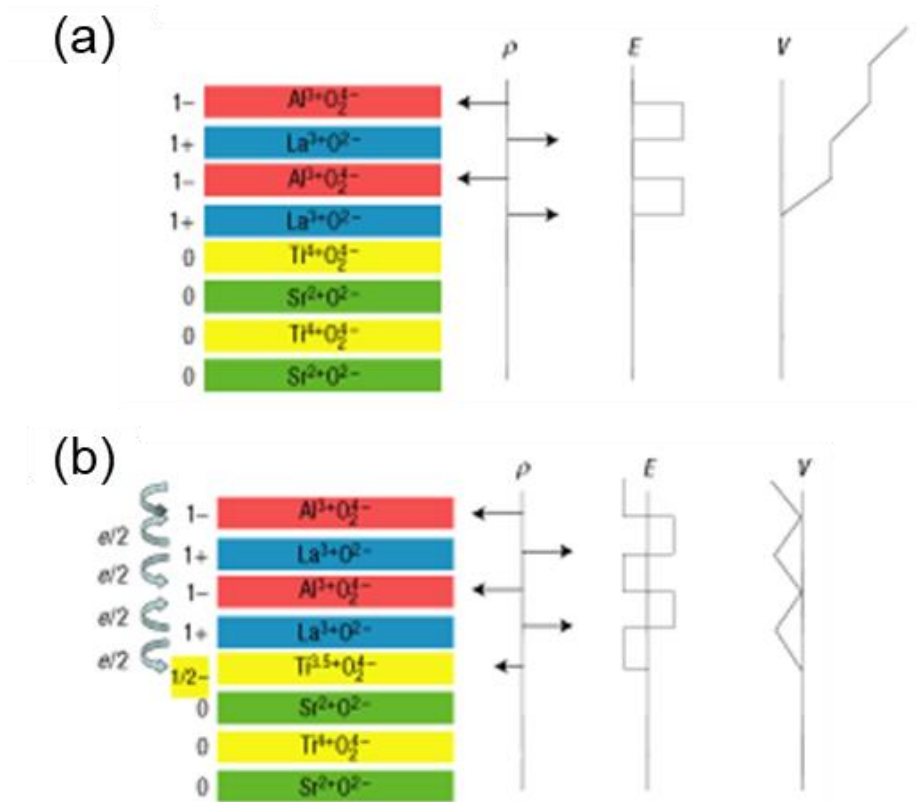 (a)
ρ E V
1− Al³⁺O₂⁴⁻
1+ La³⁺O²⁻
1− Al³⁺O₂⁴⁻
1+ La³⁺O²⁻
0 Ti⁴⁺O₂⁴⁻
0 Sr²⁺O²⁻
0 Ti⁴⁺O₂⁴⁻
0 Sr²⁺O²⁻
(b)
ρ E V
1− Al³⁺O₂⁴⁻
e/2
1+ La³⁺O²⁻
e/2
1− Al³⁺O₂⁴⁻
e/2
1+ La³⁺O²⁻
e/2
1/2− Ti³·⁵⁺O₂⁴⁻
0 Sr²⁺O²⁻
0 Ti⁴⁺O₂⁴⁻
0 Sr²⁺O²⁻